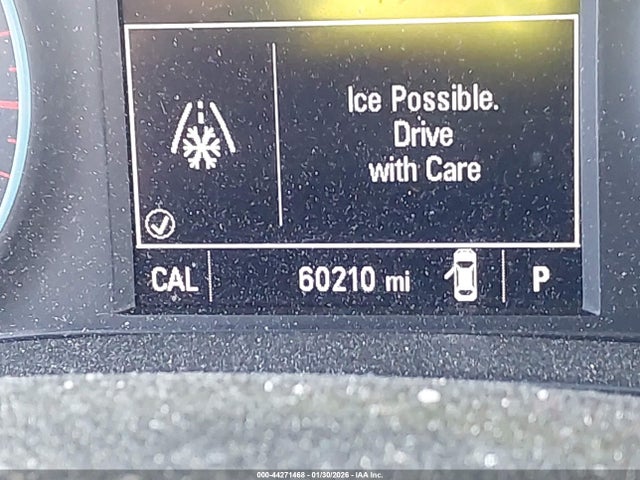 Ice Possible.
Drive
with Care
CAL 60210 mi P
000-44271468 - 01/30/2026 - IAA Inc.